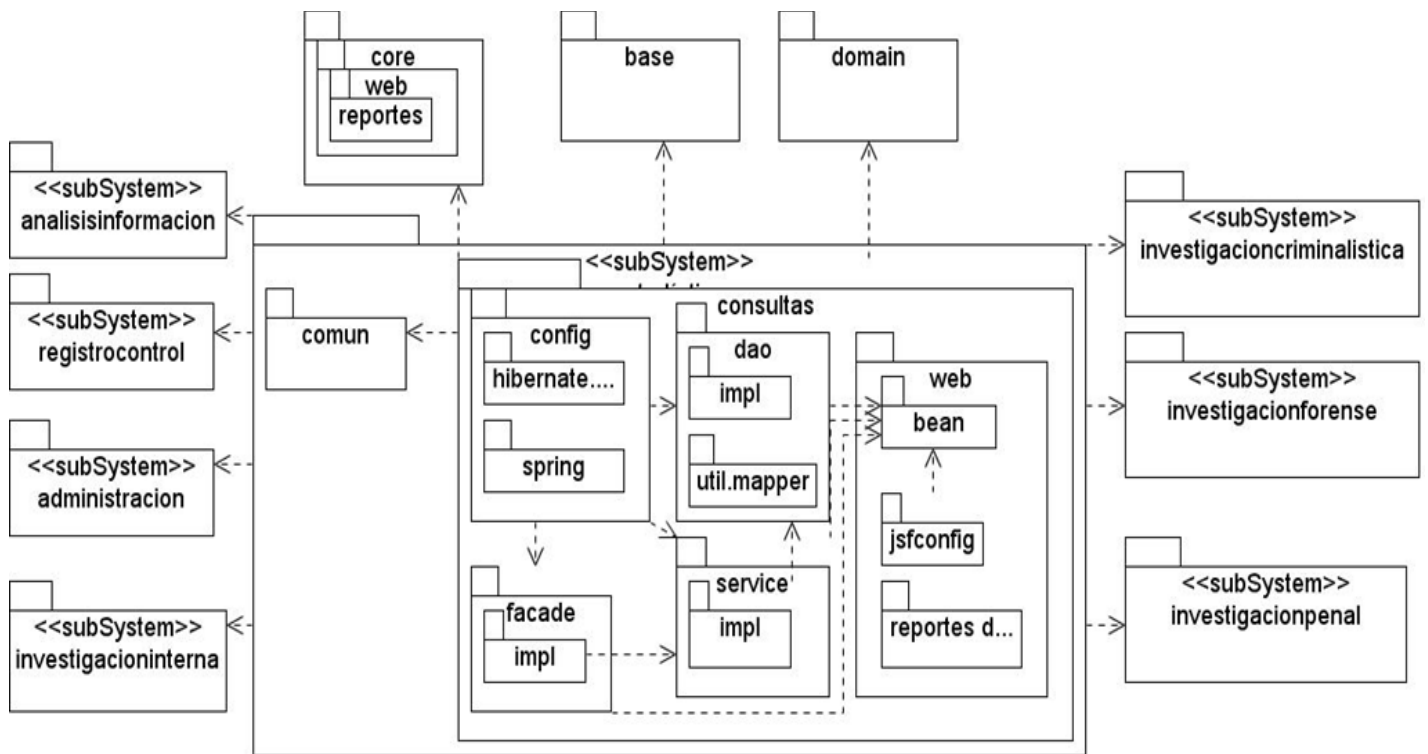 core
web
reportes
base
domain
<<subSystem>>
analisisinformacion
<<subSystem>>
registrocontrol
<<subSystem>>
administracion
<<subSystem>>
investigacioninterna
<<subSystem>>
comun
consultas
config
hibernate....
spring
dao
impl
util.mapper
web
bean
jsfconfig
reportes d...
facade
impl
service
impl
<<subSystem>>
investigacioncriminalistica
<<subSystem>>
investigacionforense
<<subSystem>>
investigacionpenal